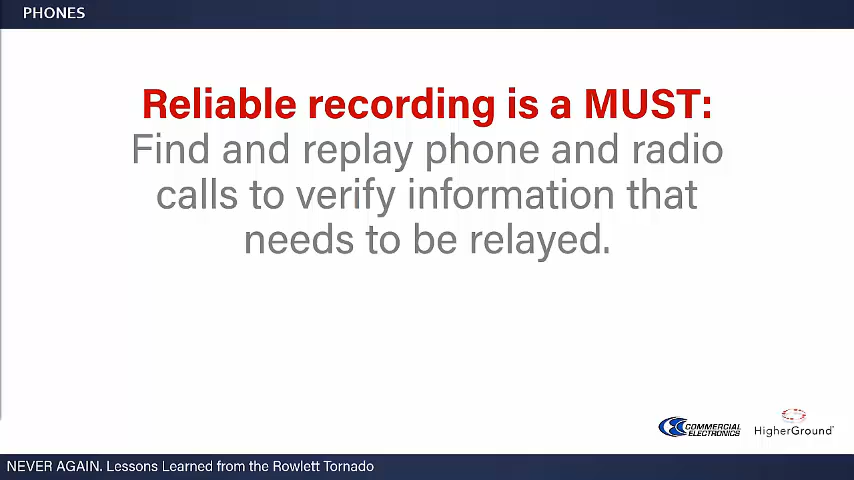 PHONES
Reliable recording is a MUST:
Find and replay phone and radio
calls to verify information that
needs to be relayed.
COMMERCIAL
ELECTRONICS
HigherGround
NEVER AGAIN. Lessons Learned from the Rowlett Tornado